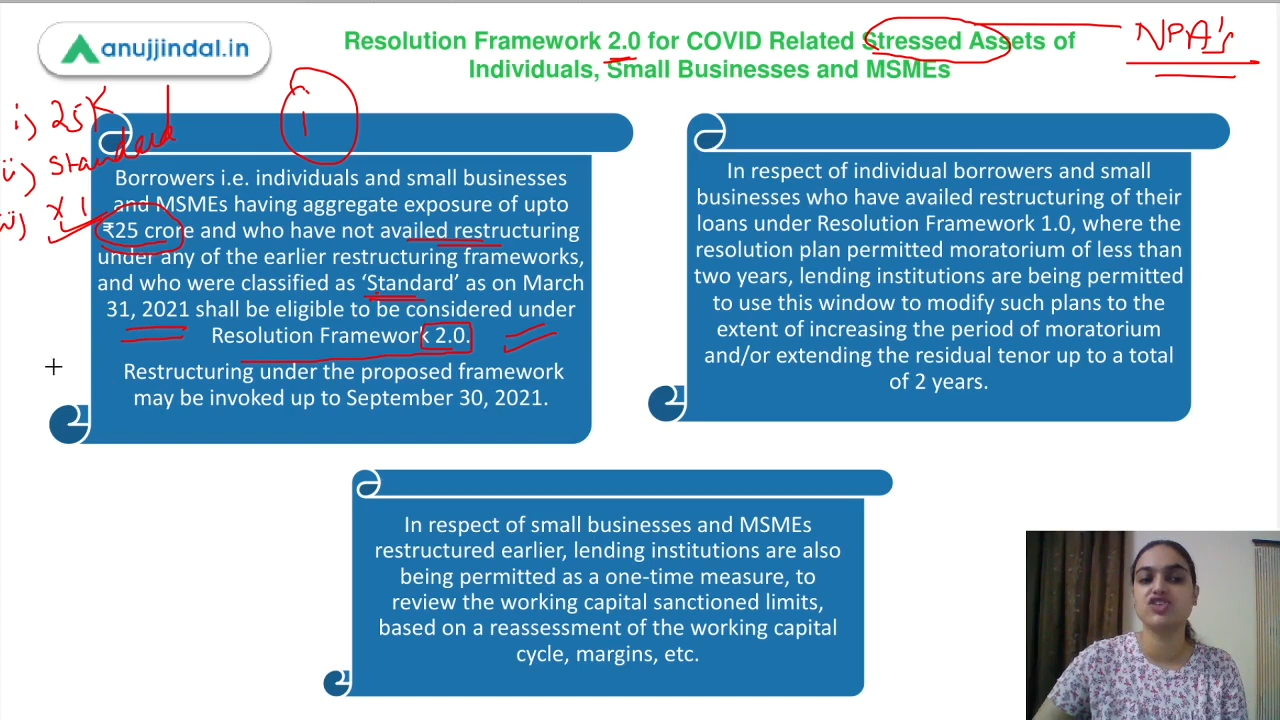 anujjindal.in
Resolution Framework 2.0 for COVID Related Stressed Assets of
Individuals, Small Businesses and MSMEs
NPA's
i) 25K
ii) Standard
iii) x 1
1
Borrowers i.e. individuals and small businesses
and MSMEs having aggregate exposure of upto
₹25 crore and who have not availed restructuring
under any of the earlier restructuring frameworks,
and who were classified as ‘Standard’ as on March
31, 2021 shall be eligible to be considered under
Resolution Framework 2.0.
Restructuring under the proposed framework
may be invoked up to September 30, 2021.
In respect of individual borrowers and small
businesses who have availed restructuring of their
loans under Resolution Framework 1.0, where the
resolution plan permitted moratorium of less than
two years, lending institutions are being permitted
to use this window to modify such plans to the
extent of increasing the period of moratorium
and/or extending the residual tenor up to a total
of 2 years.
In respect of small businesses and MSMEs
restructured earlier, lending institutions are also
being permitted as a one-time measure, to
review the working capital sanctioned limits,
based on a reassessment of the working capital
cycle, margins, etc.